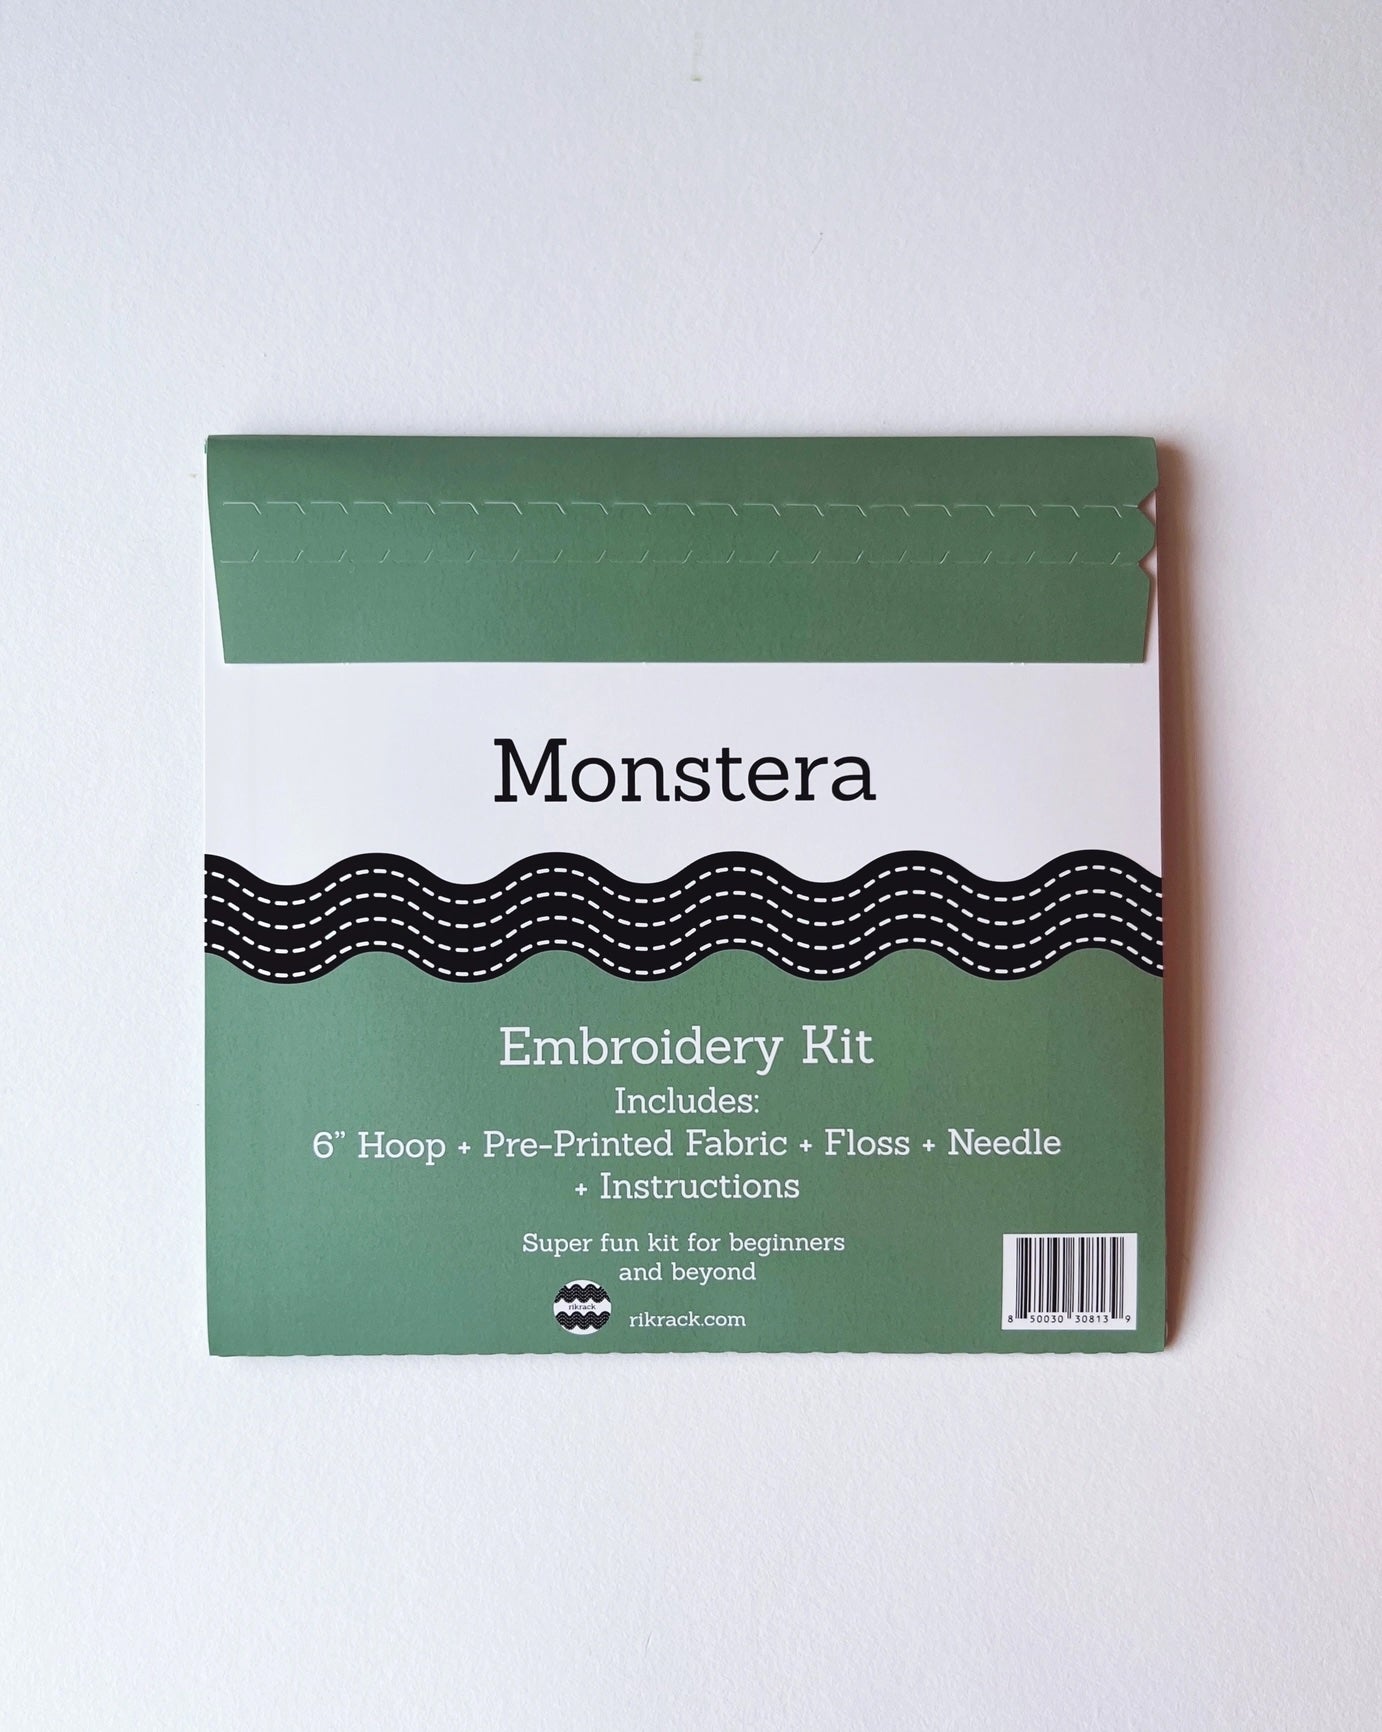 Monstera
Embroidery Kit
Includes:
6” Hoop + Pre-Printed Fabric + Floss + Needle
+ Instructions
Super fun kit for beginners
and beyond
rikrack
rikrack.com
8 50030 30813 9